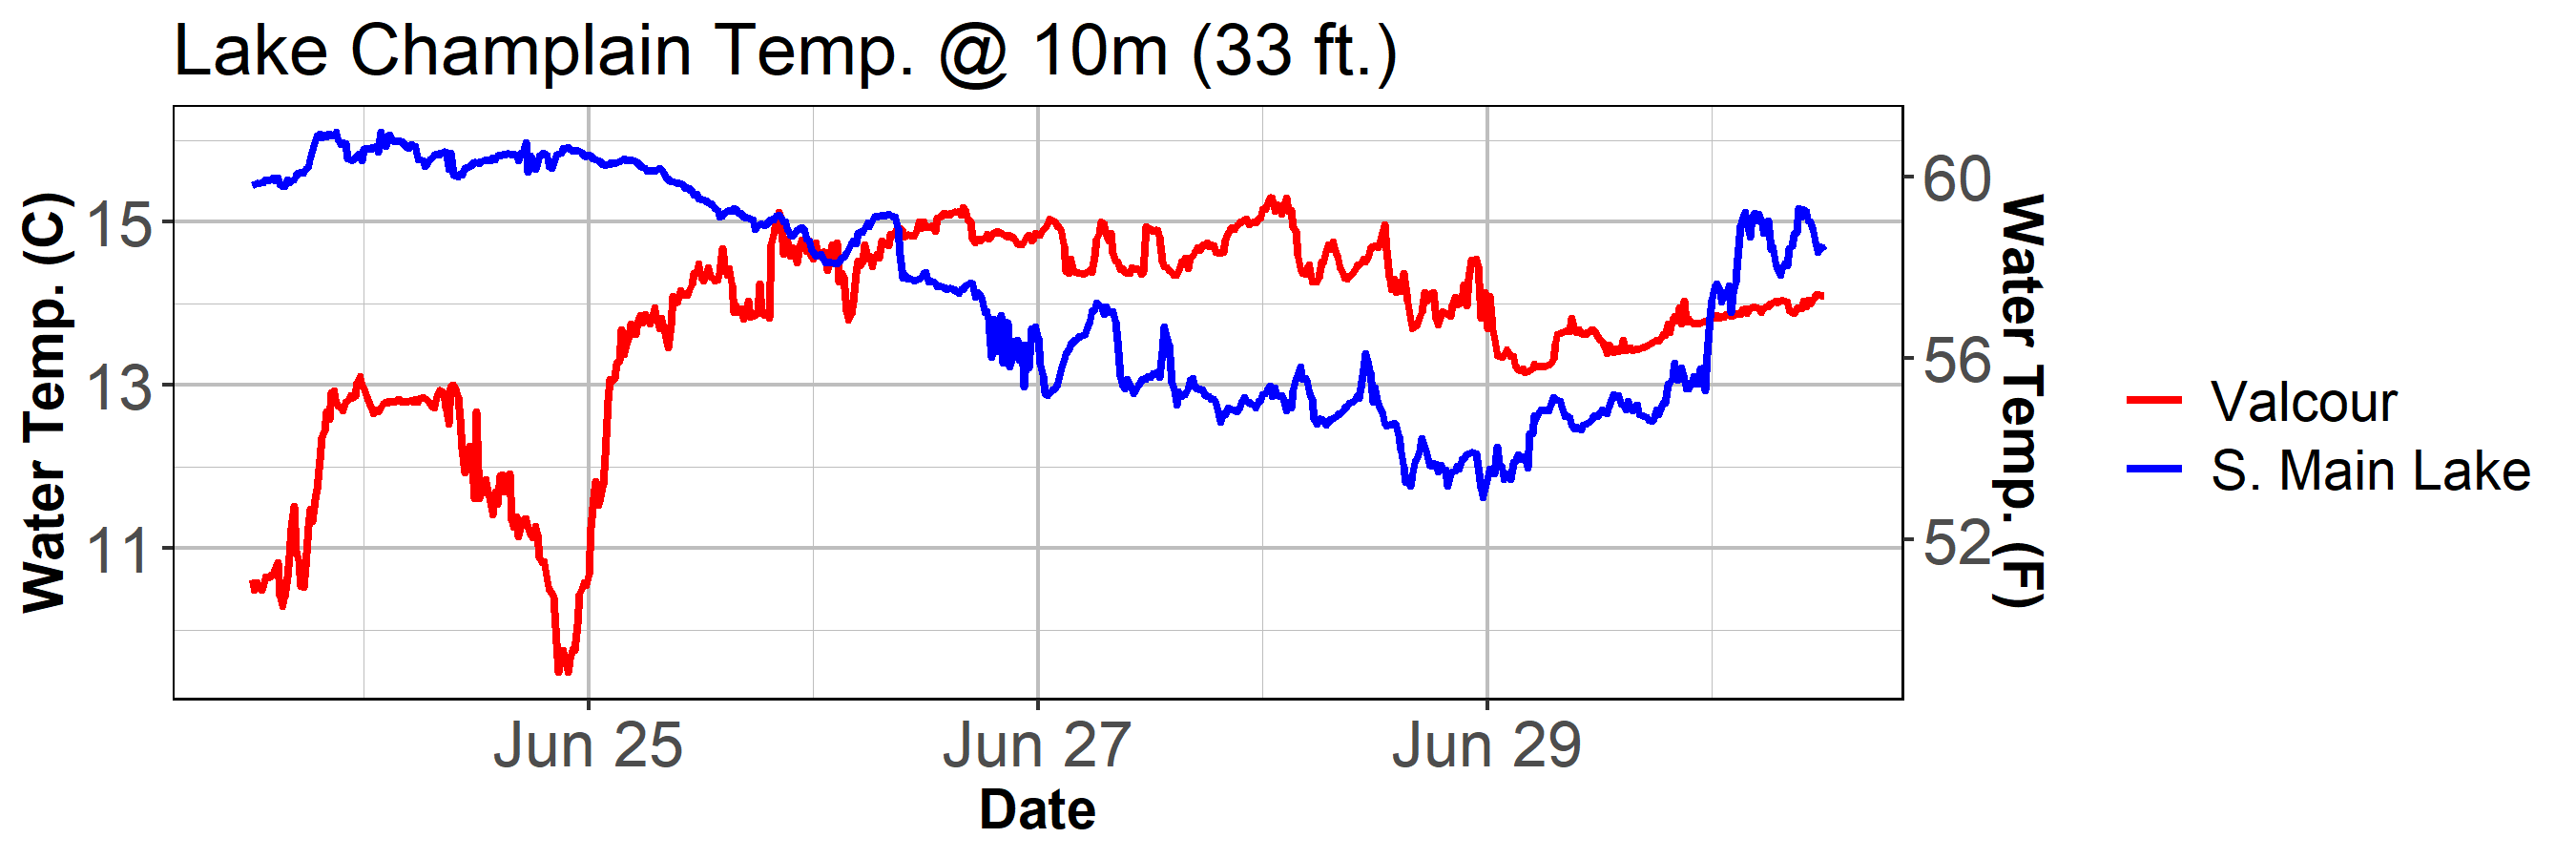 Lake Champlain Temp. @ 10m (33 ft.)
Water Temp. (C)
15
13
11
60
56
52
Water Temp. (F)
Jun 25
Jun 27
Jun 29
Date
Valcour
S. Main Lake